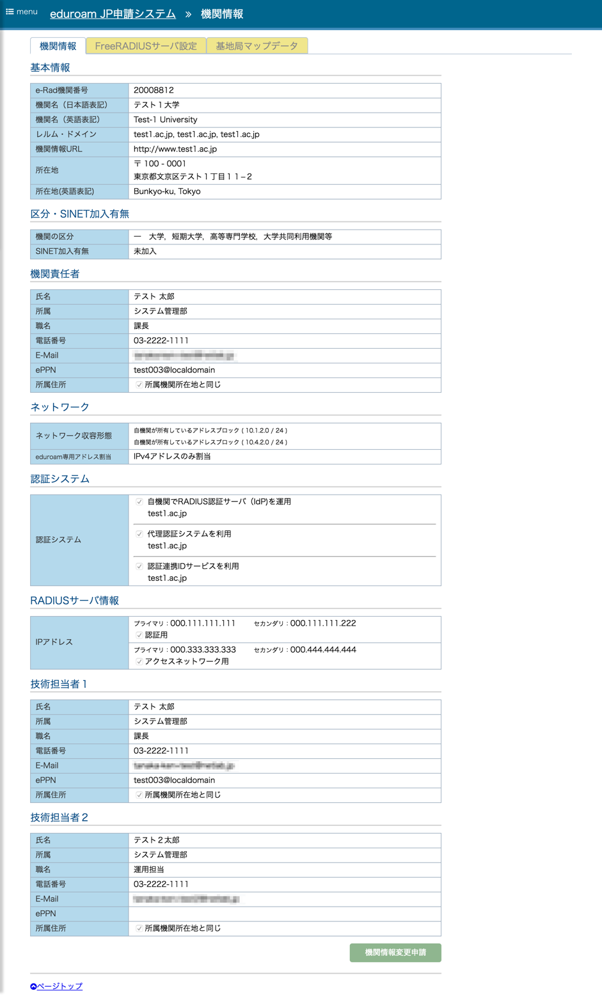 menu eduroam JP申請システム » 機関情報
機関情報 FreeRADIUSサーバ設定 基地局マップデータ
基本情報
e-Rad機関番号 20008812
機関名（日本語表記） テスト１大学
機関名（英語表記） Test-1 University
レルム・ドメイン test1.ac.jp, test1.ac.jp, test1.ac.jp
機関情報URL http://www.test1.ac.jp
所在地 〒 100 - 0001
東京都文京区テスト１丁目１１−２
所在地(英語表記) Bunkyo-ku, Tokyo
区分・SINET加入有無
機関の区分 一　大学，短期大学，高等専門学校，大学共同利用機関等
SINET加入有無 未加入
機関責任者
氏名 テスト 太郎
所属 システム管理部
職名 課長
電話番号 03-2222-1111
E-Mail
ePPN test003@localdomain
所属住所 所属機関所在地と同じ
ネットワーク
ネットワーク収容形態 自機関が所有しているアドレスブロック ( 10.1.2.0 / 24 )
自機関が所有しているアドレスブロック ( 10.4.2.0 / 24 )
eduroam専用アドレス割当 IPv4アドレスのみ割当
認証システム
認証システム 自機関でRADIUS認証サーバ（IdP)を運用
test1.ac.jp
代理認証システムを利用
test1.ac.jp
認証連携IDサービスを利用
test1.ac.jp
RADIUSサーバ情報
IPアドレス プライマリ：000.111.111.111 セカンダリ：000.111.111.222
認証用
プライマリ：000.333.333.333 セカンダリ：000.444.444.444
アクセスネットワーク用
技術担当者１
氏名 テスト 太郎
所属 システム管理部
職名 課長
電話番号 03-2222-1111
E-Mail
ePPN test003@localdomain
所属住所 所属機関所在地と同じ
技術担当者２
氏名 テスト２太郎
所属 システム管理部
職名 運用担当
電話番号 03-2222-1111
E-Mail
ePPN
所属住所 所属機関所在地と同じ
機関情報変更申請
ページトップ